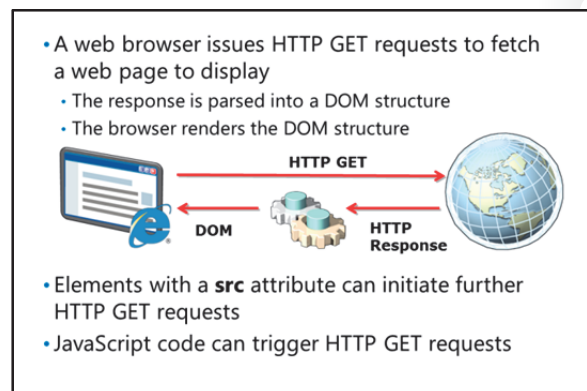 • A web browser issues HTTP GET requests to fetch
a web page to display
• The response is parsed into a DOM structure
• The browser renders the DOM structure
HTTP GET
DOM
HTTP
Response
• Elements with a src attribute can initiate further
HTTP GET requests
• JavaScript code can trigger HTTP GET requests